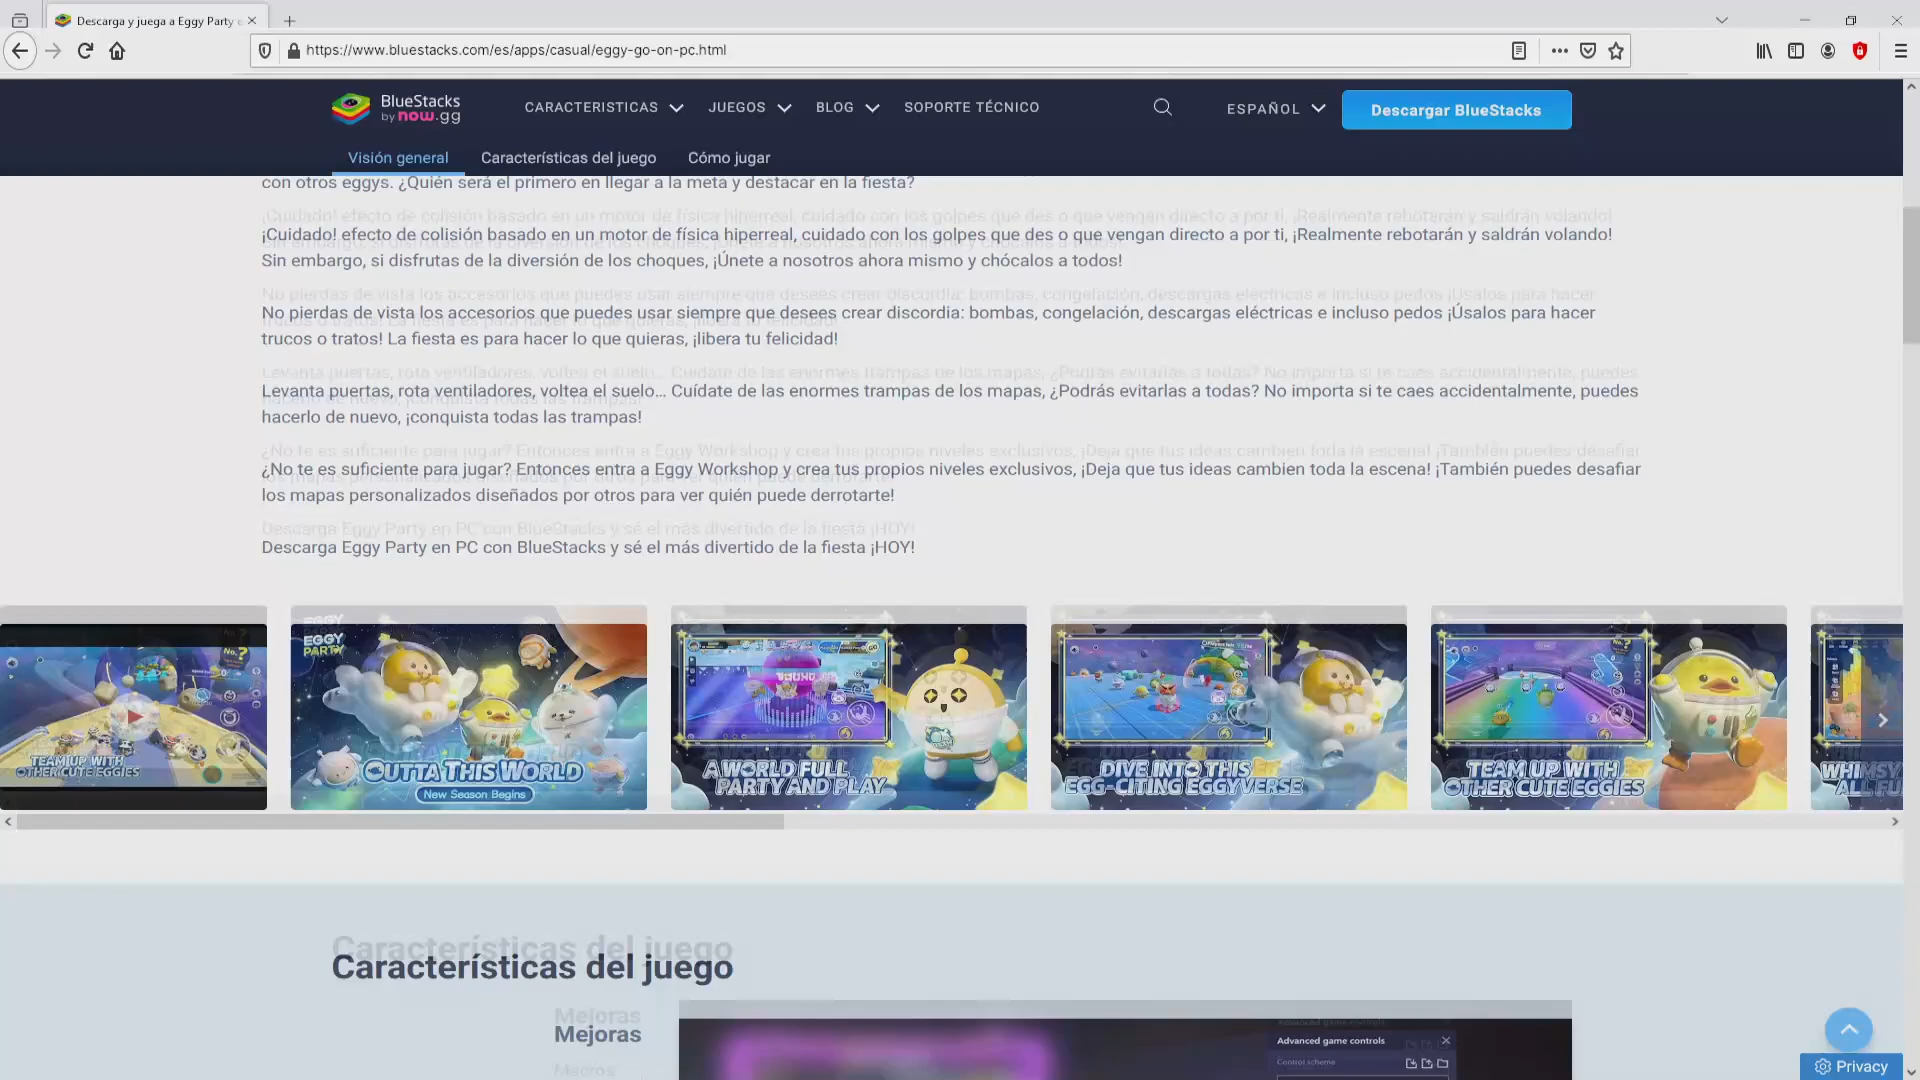 Descarga y juega a Eggy Party e
https://www.bluestacks.com/es/apps/casual/eggy-go-on-pc.html
BlueStacks
by now.gg
CARACTERISTICAS
JUEGOS
BLOG
SOPORTE TÉCNICO
ESPAÑOL
Descargar BlueStacks
Visión general
Características del juego
Cómo jugar
con otros eggys. ¿Quién será el primero en llegar a la meta y destacar en la fiesta?
¡Cuidado! efecto de colisión basado en un motor de física hiperreal, cuidado con los golpes que des o que vengan directo a por ti, ¡Realmente rebotarán y saldrán volando!
Sin embargo, si disfrutas de la diversión de los choques, ¡Únete a nosotros ahora mismo y chócalos a todos!
No pierdas de vista los accesorios que puedes usar siempre que desees crear discordia: bombas, congelación, descargas eléctricas e incluso pedos ¡Úsalos para hacer
trucos o tratos! La fiesta es para hacer lo que quieras, ¡libera tu felicidad!
Levanta puertas, rota ventiladores, voltea el suelo... Cuídate de las enormes trampas de los mapas, ¿Podrás evitarlas a todas? No importa si te caes accidentalmente, puedes
hacerlo de nuevo, ¡conquista todas las trampas!
¿No te es suficiente para jugar? Entonces entra a Eggy Workshop y crea tus propios niveles exclusivos, ¡Deja que tus ideas cambien toda la escena! ¡También puedes desafiar
los mapas personalizados diseñados por otros para ver quién puede derrotarte!
Descarga Eggy Party en PC con BlueStacks y sé el más divertido de la fiesta ¡HOY!
TEAM UP WITH
OTHER CUTE EGGIES
EGGY
PARTY
OUTTA THIS WORLD
New Season Begins
A WORLD FULL
PARTY AND PLAY
DIVE INTO THIS
EGG-CITING EGGYVERSE
TEAM UP WITH
OTHER CUTE EGGIES
WHIMSY
ALL FU
Características del juego
Mejoras
Macros
Advanced game controls
Control scheme
Privacy